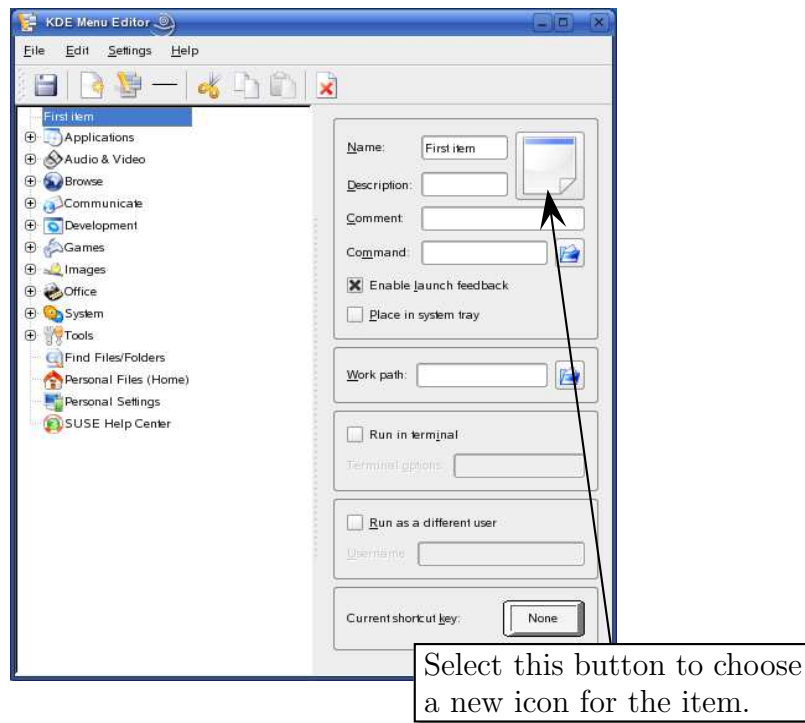 KDE Menu Editor
File Edit Settings Help
First item
Applications
Audio & Video
Browse
Communicate
Development
Games
Images
Office
System
Tools
Find Files/Folders
Personal Files (Home)
Personal Settings
SUSE Help Center
Name: First item
Description:
Comment:
Command:
Enable launch feedback
Place in system tray
Work path:
Run in terminal
Terminal options:
Run as a different user
Username:
Current shortcut key: None
Select this button to choose
a new icon for the item.